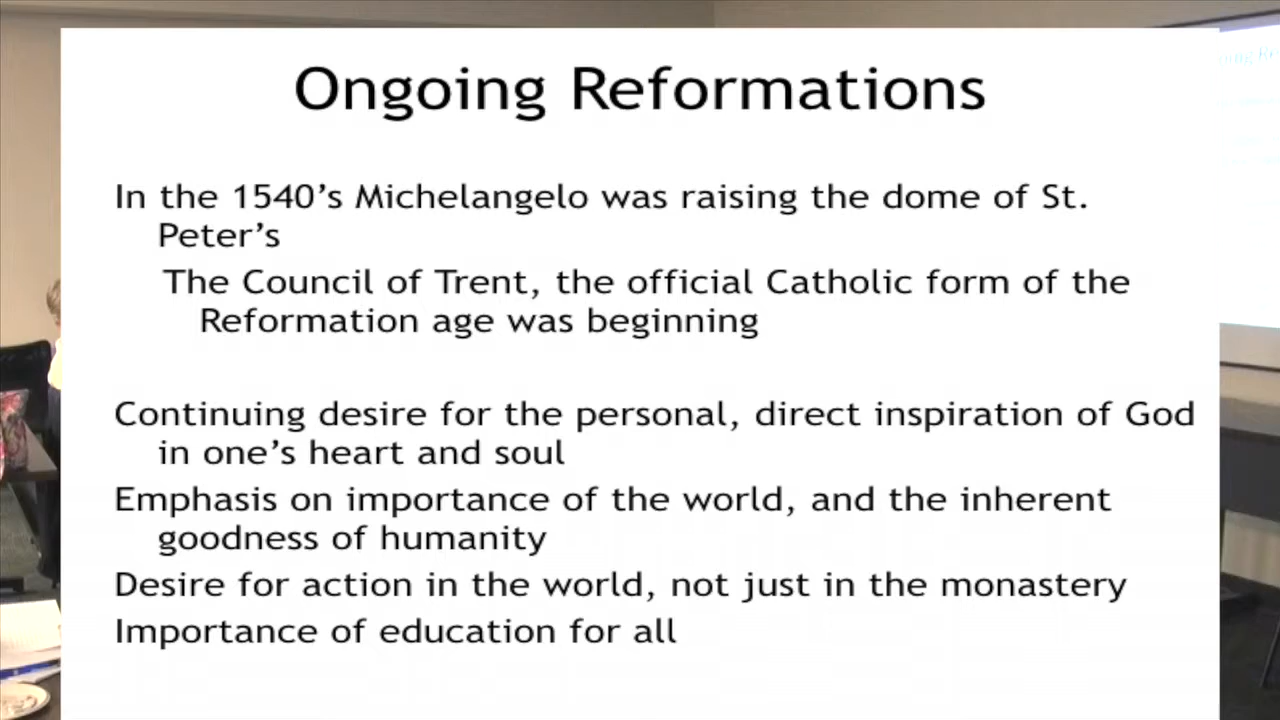 Ongoing Reformations
In the 1540’s Michelangelo was raising the dome of St.
Peter’s
The Council of Trent, the official Catholic form of the
Reformation age was beginning
Continuing desire for the personal, direct inspiration of God
in one’s heart and soul
Emphasis on importance of the world, and the inherent
goodness of humanity
Desire for action in the world, not just in the monastery
Importance of education for all